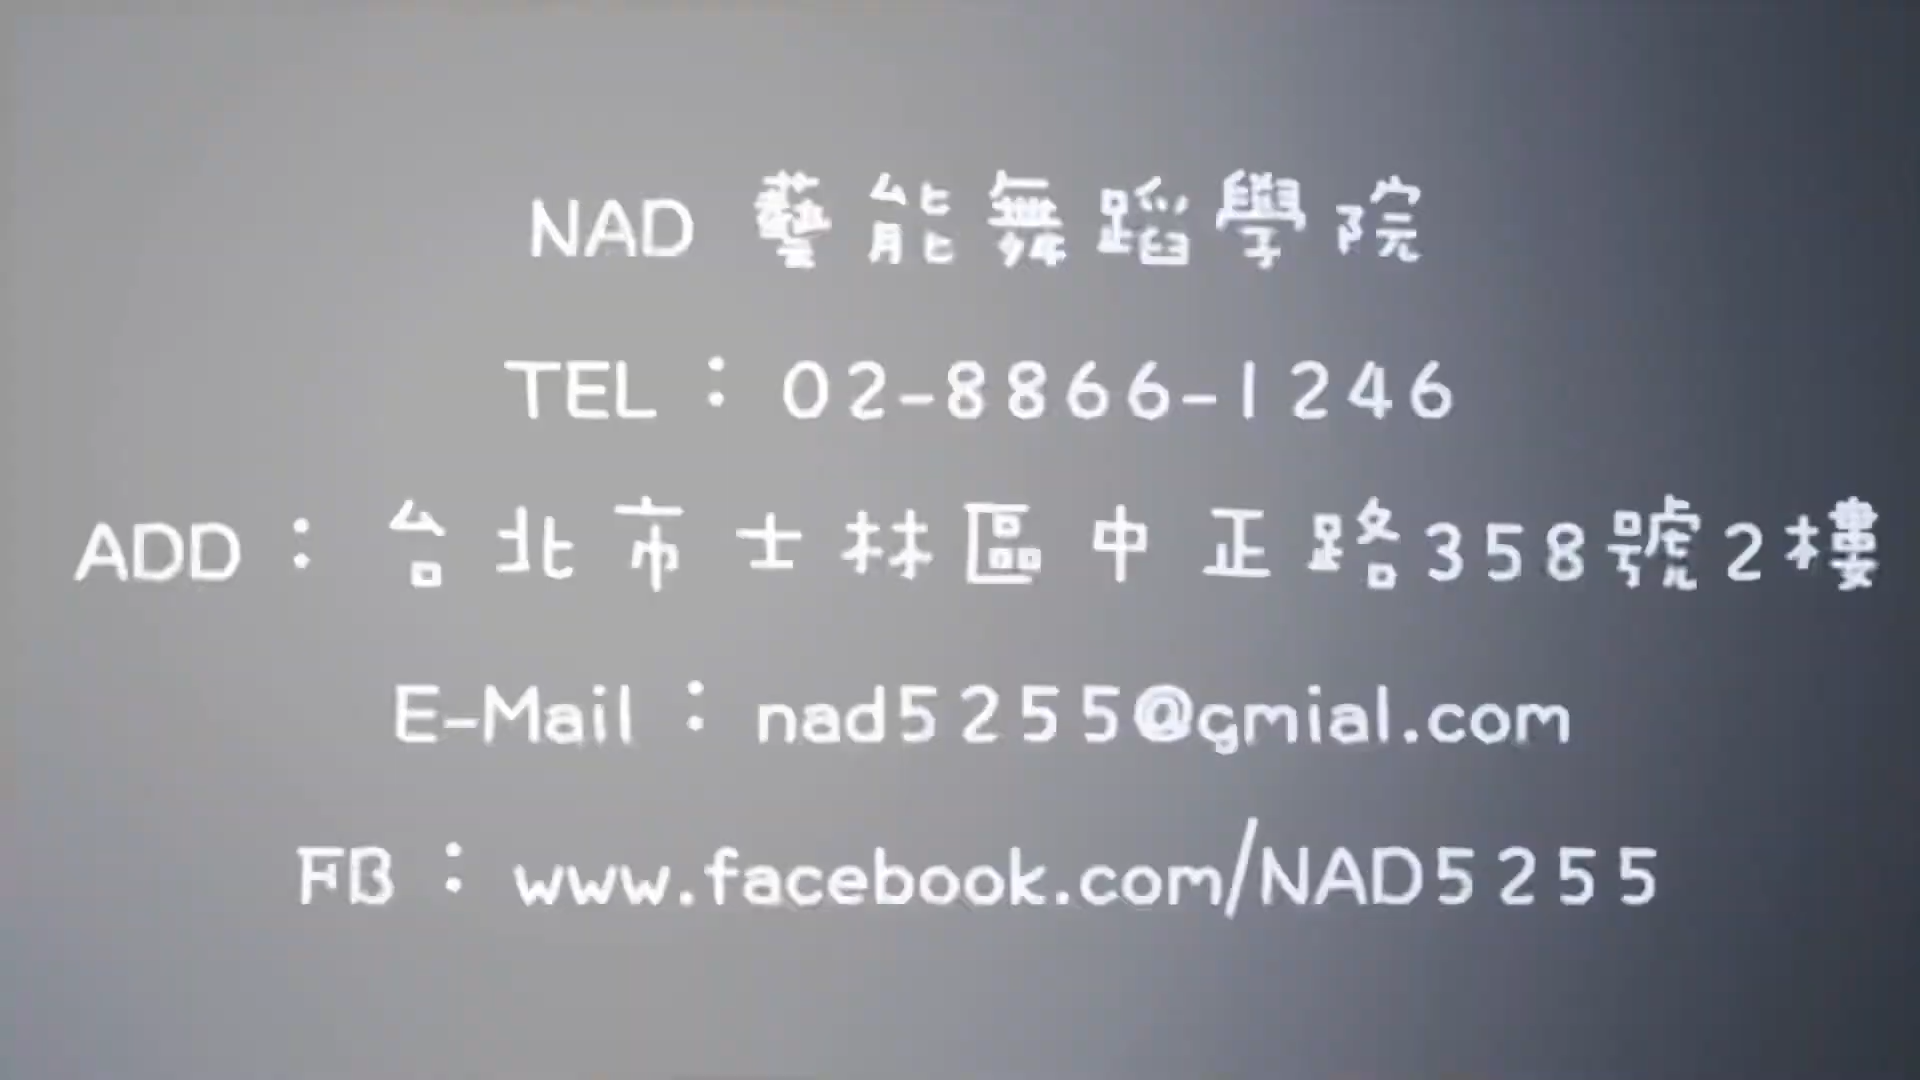 NAD 藝能舞蹈學院
TEL：02-8866-1246
ADD：台北市士林區中正路358號2樓
E-Mail：nad5255@gmial.com
FB：www.facebook.com/NAD5255